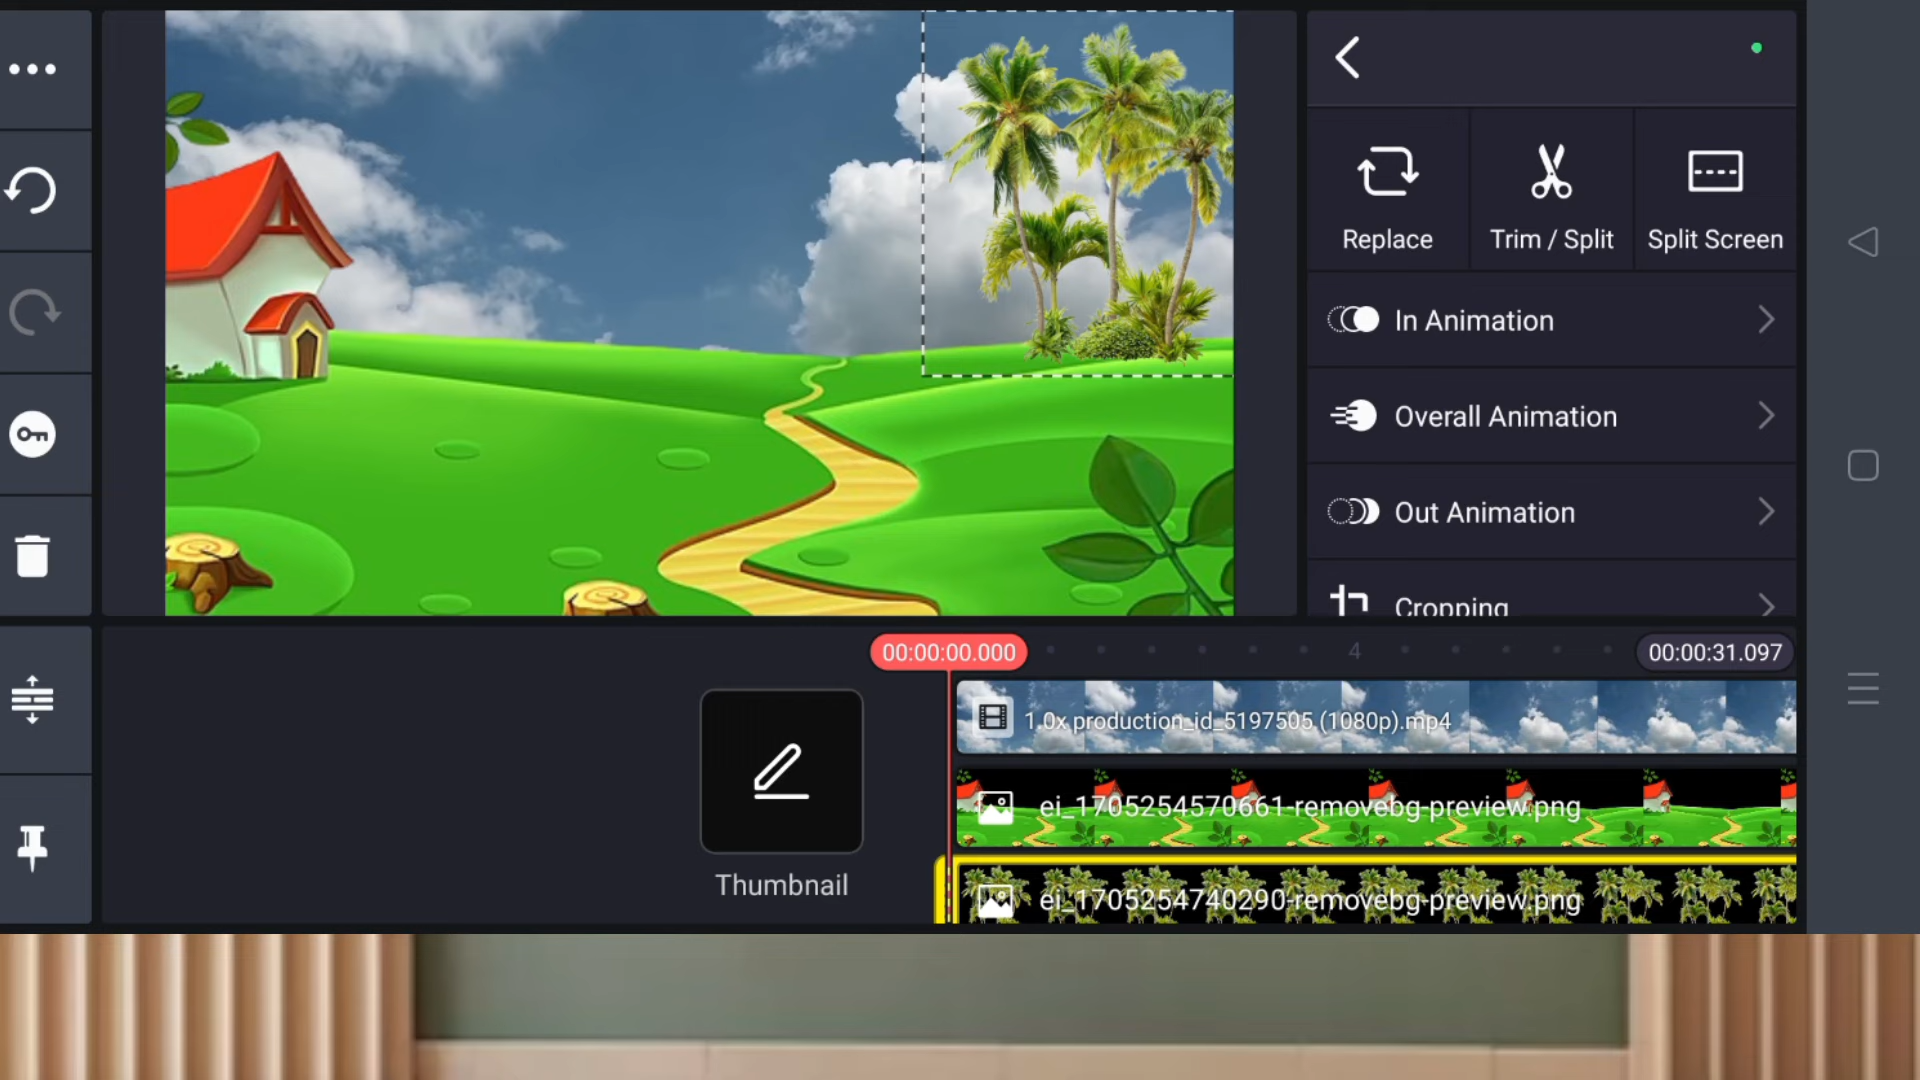 Replace
Trim / Split
Split Screen
In Animation
Overall Animation
Out Animation
Cropping
00:00:00.000
4
00:00:31.097
1.0x production_id_5197505 (1080p).mp4
ei_1705254570661-removebg-preview.png
Thumbnail
ei_1705254740290-removebg-preview.png